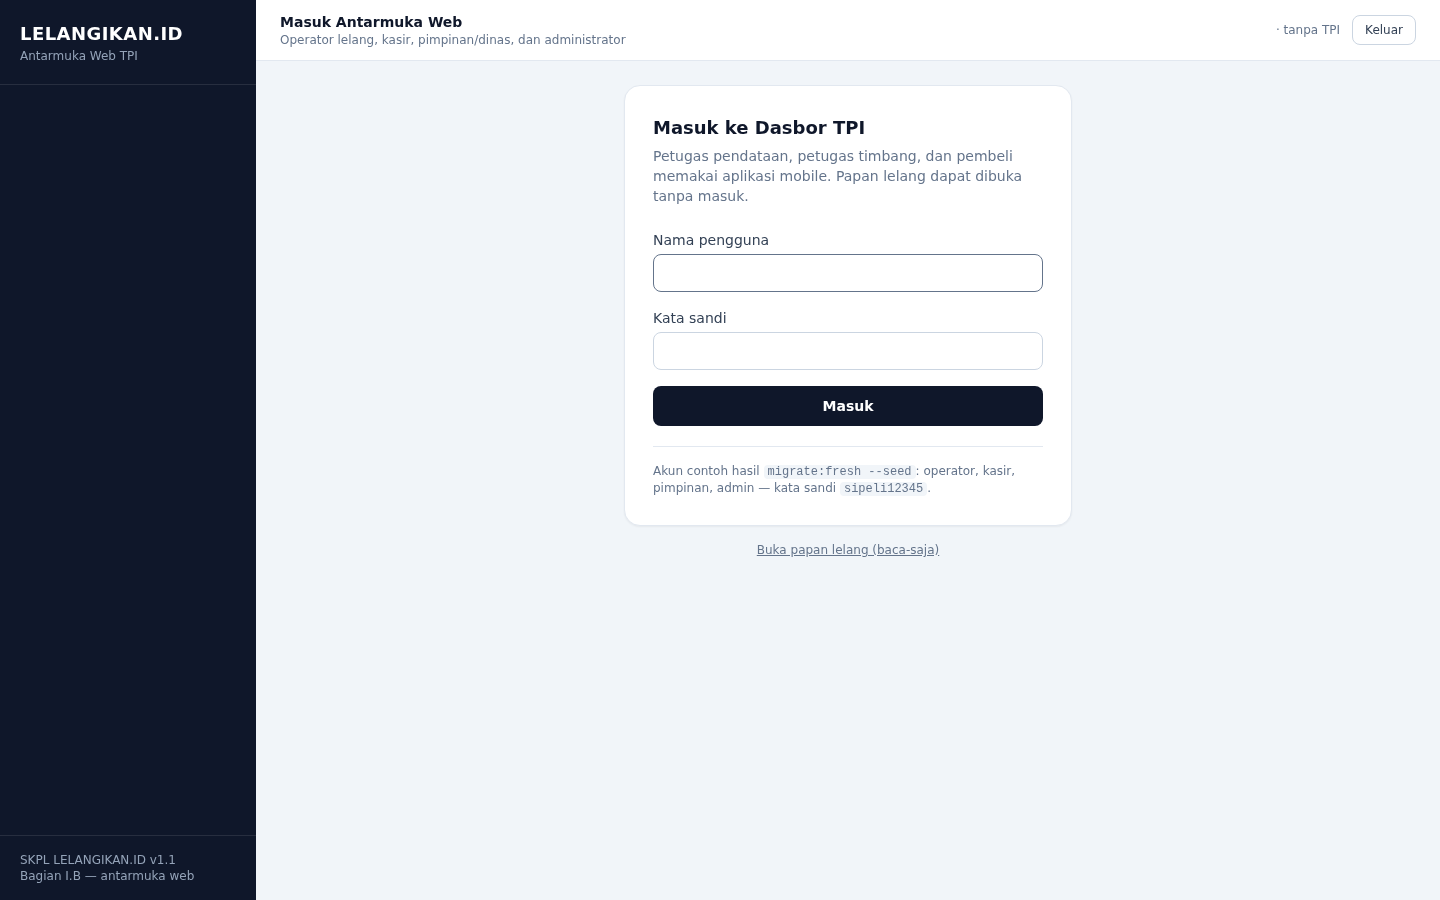 LELANGIKAN.ID
Antarmuka Web TPI
Masuk Antarmuka Web
Operator lelang, kasir, pimpinan/dinas, dan administrator
· tanpa TPI
Keluar
Masuk ke Dasbor TPI
Petugas pendataan, petugas timbang, dan pembeli
memakai aplikasi mobile. Papan lelang dapat dibuka
tanpa masuk.
Nama pengguna
Kata sandi
Masuk
Akun contoh hasil migrate:fresh --seed: operator, kasir,
pimpinan, admin — kata sandi sipeli12345.
Buka papan lelang (baca-saja)
SKPL LELANGIKAN.ID v1.1
Bagian I.B — antarmuka web